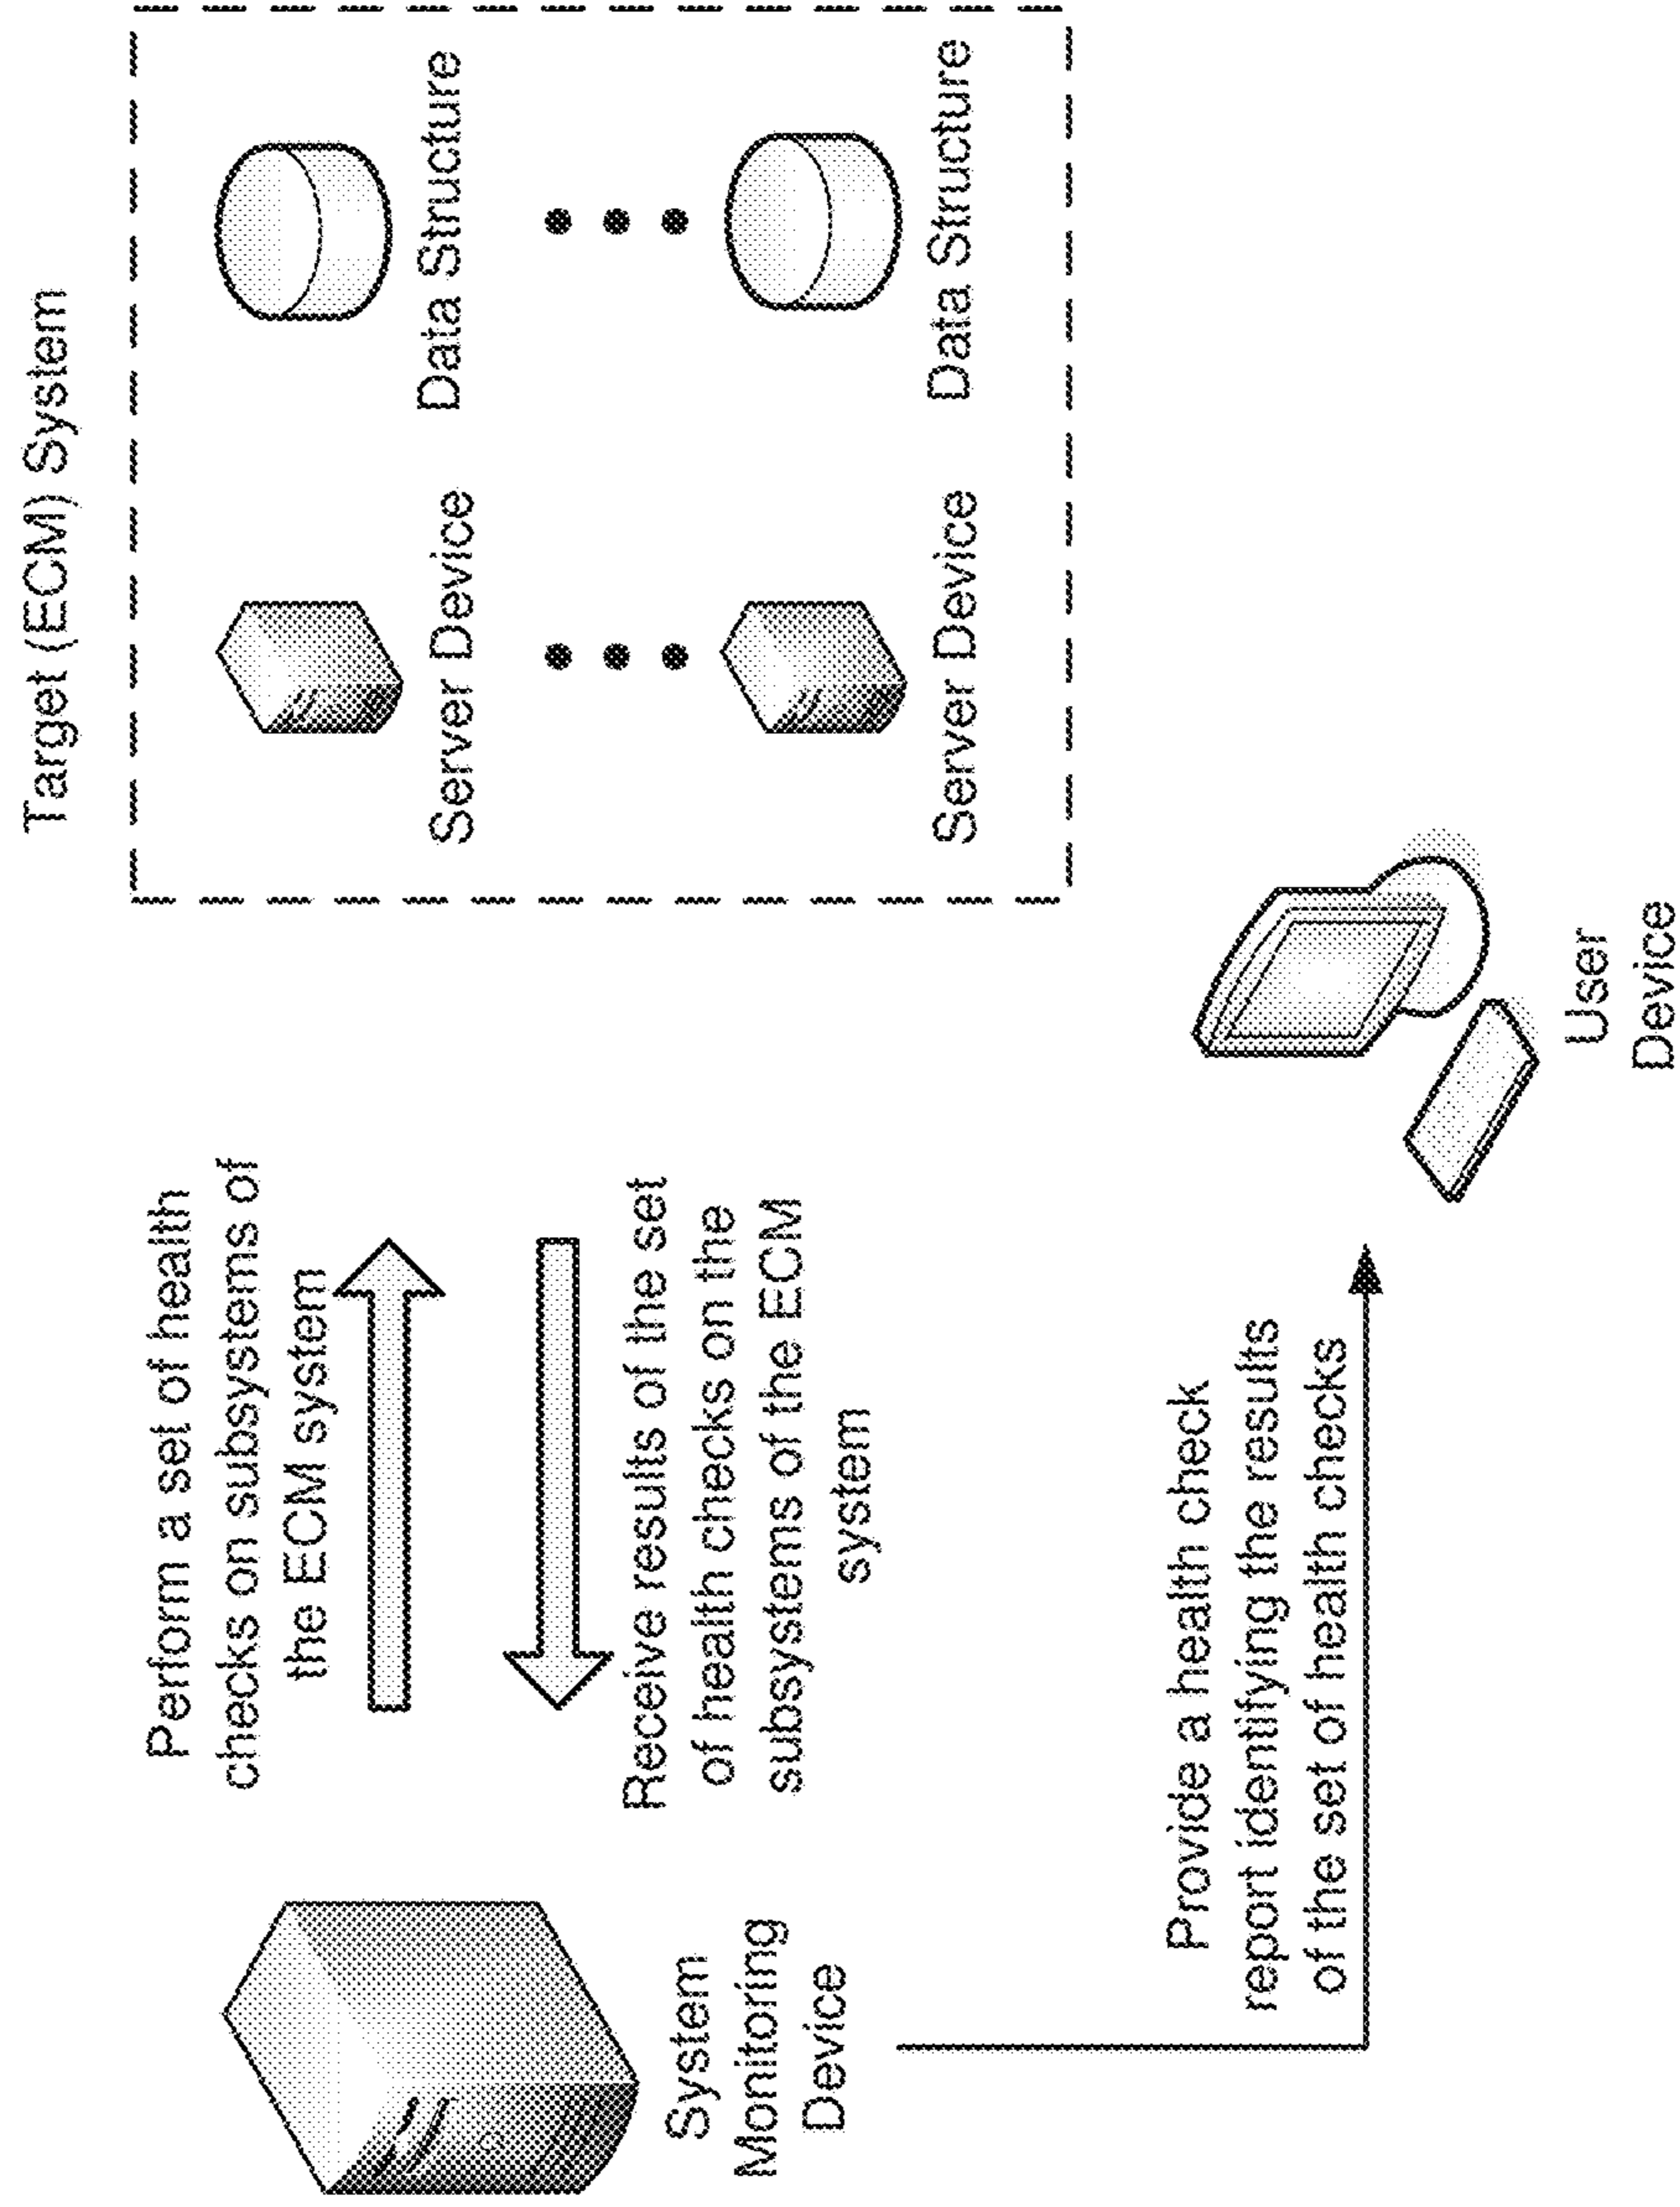 Target (ECM) System
Perform a set of health
checks on subsystems of
the ECM system
Server Device
Data Structure
Receive results of the set
of health checks on the
subsystems of the ECM
system
System
Monitoring
Device
Server Device
Data Structure
Provide a health check
report identifying the results
of the set of health checks
User
Device